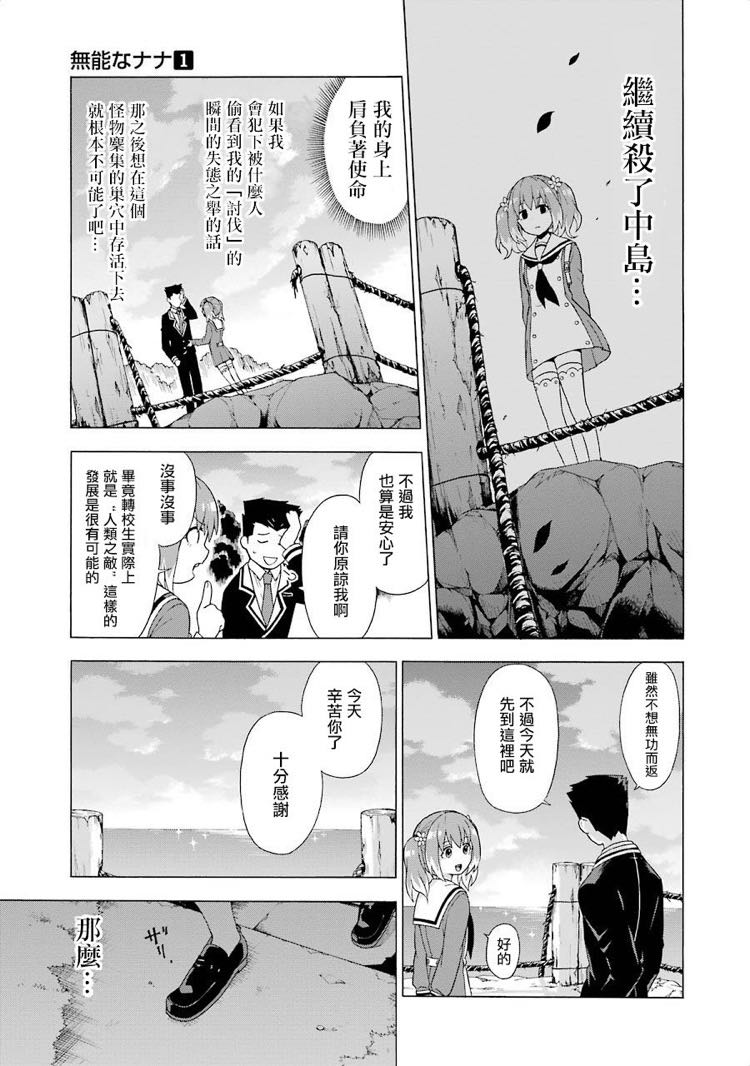 無能なナナ1
繼續殺了中島…
我的身上
肩負著使命
如果我
會犯下被什麼人
偷看到我的「討伐」的
瞬間的失態之舉的話
那之後想在這個
怪物麇集的巢穴中存活下去
就根本不可能了吧…
不過我
也算是安心了
請你原諒我啊
沒事沒事
畢竟轉校生實際上
就是〝人類之敵〞這樣的
發展是很有可能的
雖然不想無功而返
不過今天就
先到這裡吧
好的
今天
辛苦你了
十分感謝
ザッ
那麼…